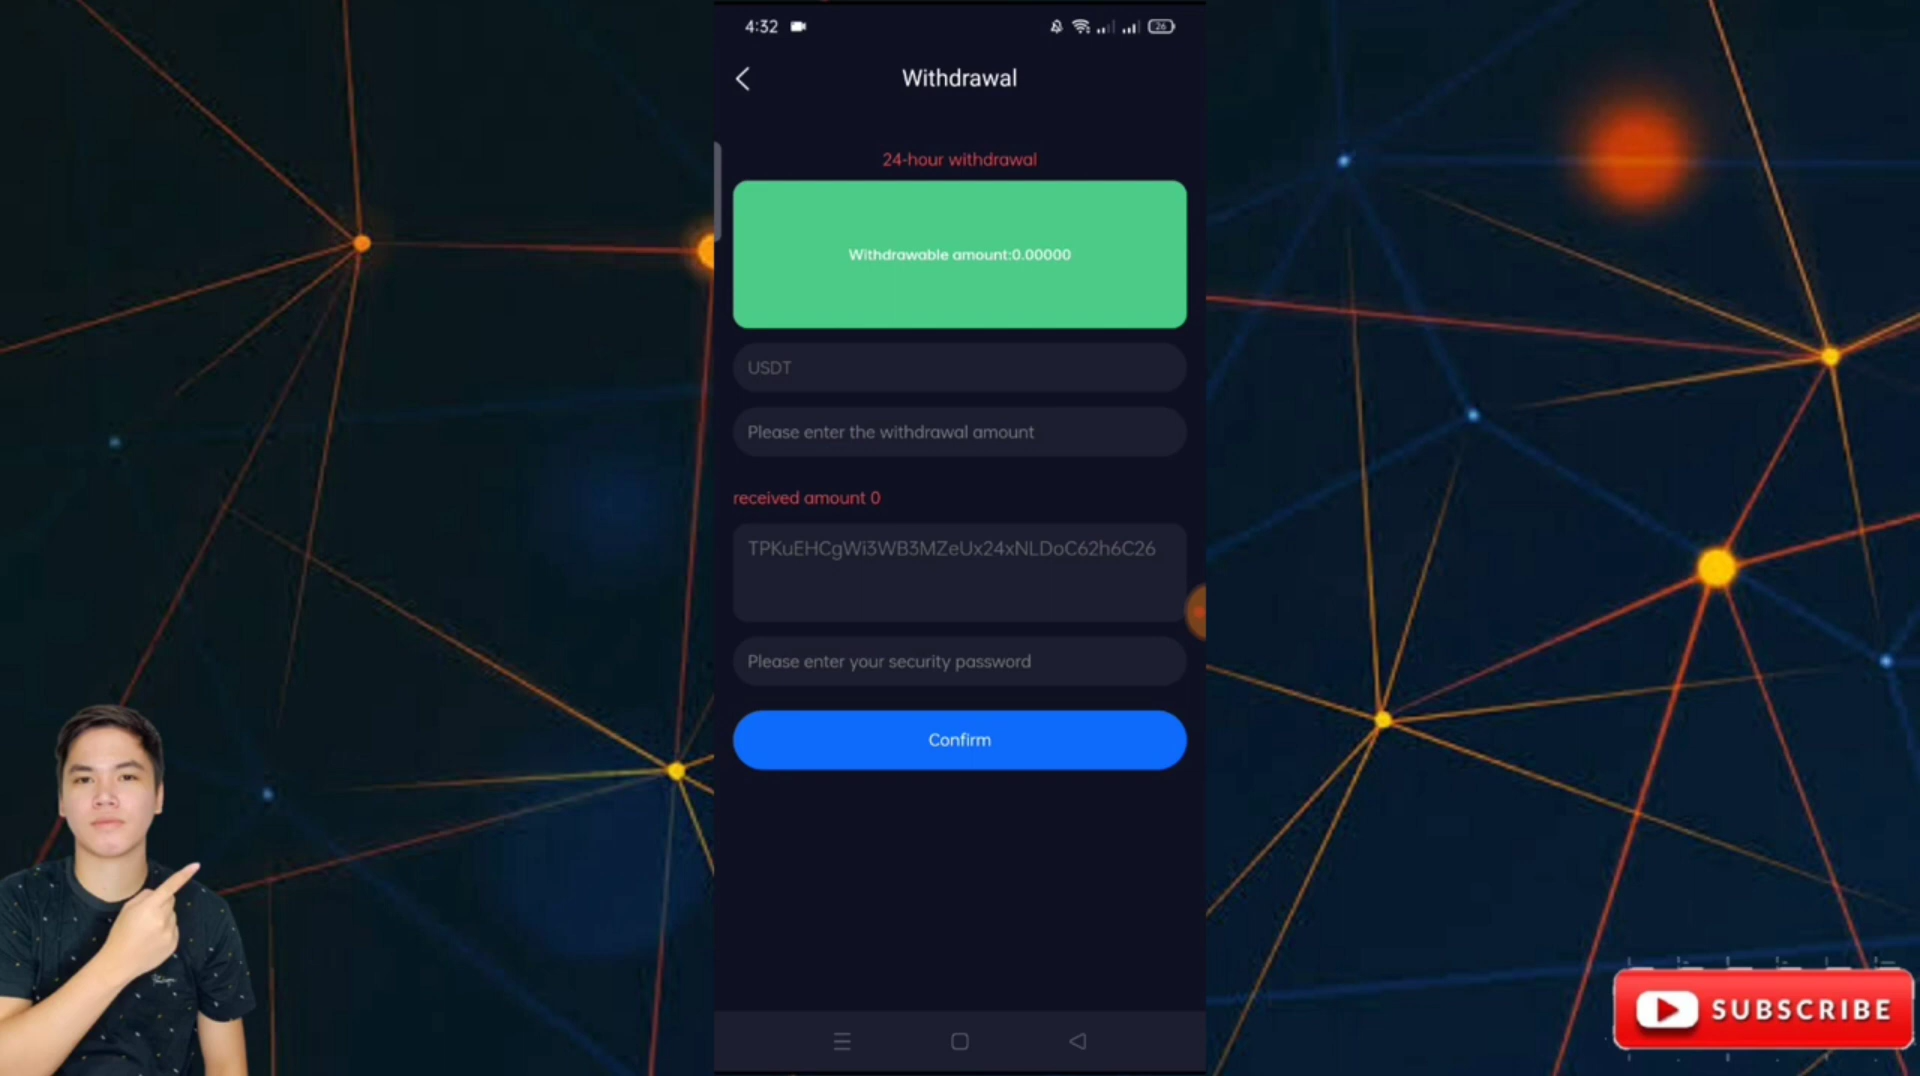 4:32
26
Withdrawal
24-hour withdrawal
Withdrawable amount:0.00000
USDT
Please enter the withdrawal amount
received amount 0
TPKuEHCgWi3WB3MZeUx24xNLDoC62h6C26
Please enter your security password
Confirm
SUBSCRIBE